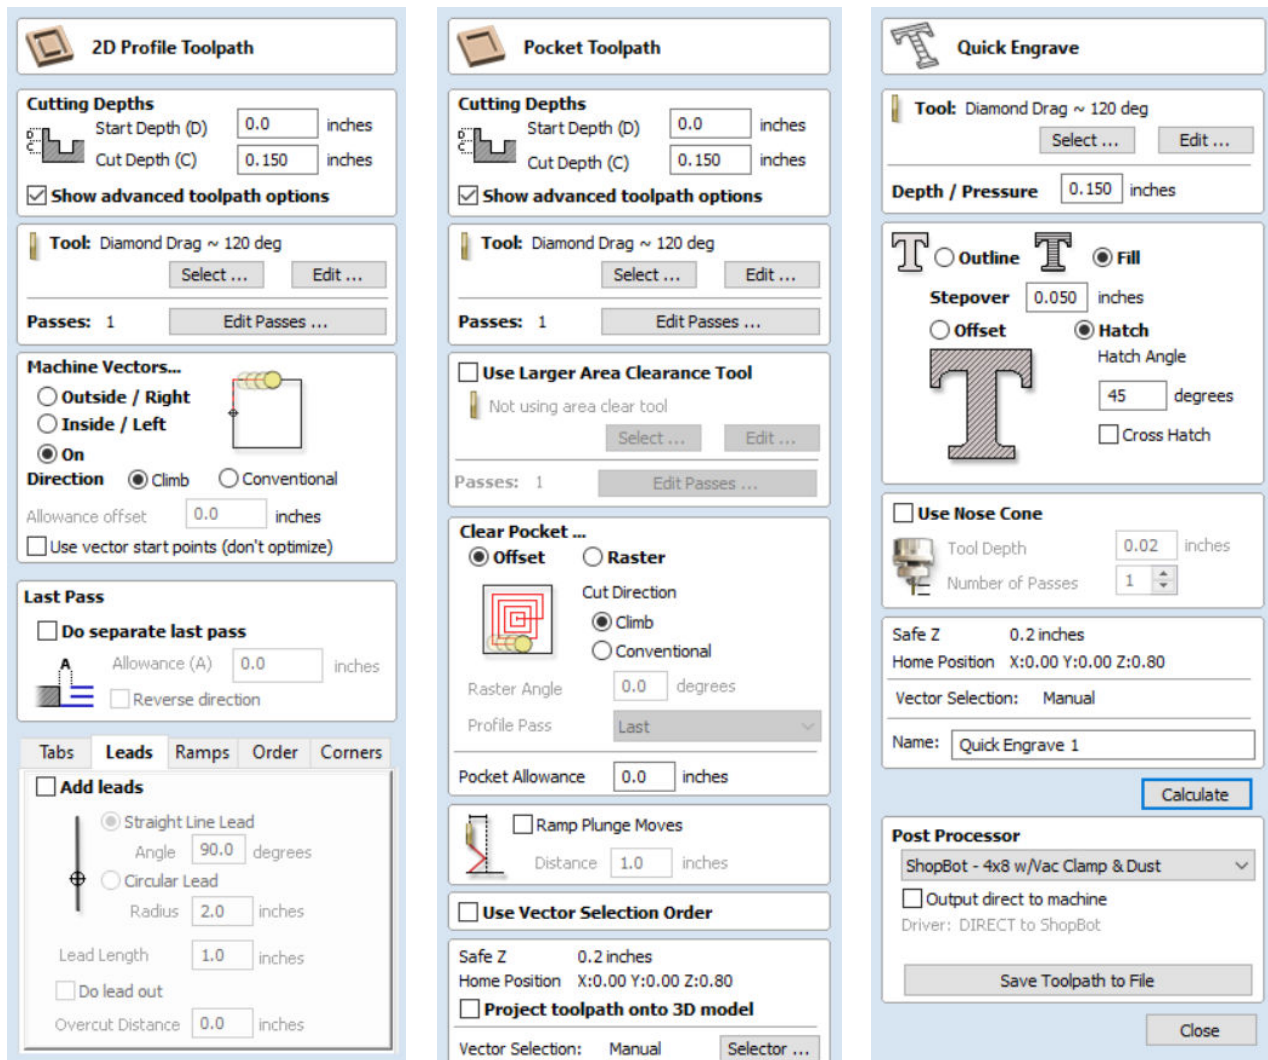 2D Profile Toolpath
Cutting Depths
D
C
Start Depth (D) 0.0 inches
Cut Depth (C) 0.150 inches
Show advanced toolpath options
Tool: Diamond Drag ~ 120 deg
Select ... Edit ...
Passes: 1 Edit Passes ...
Machine Vectors...
Outside / Right
Inside / Left
On
Direction Climb Conventional
Allowance offset 0.0 inches
Use vector start points (don't optimize)
Last Pass
Do separate last pass
A Allowance (A) 0.0 inches
Reverse direction
Tabs Leads Ramps Order Corners
Add leads
Straight Line Lead
Angle 90.0 degrees
Circular Lead
Radius 2.0 inches
Lead Length 1.0 inches
Do lead out
Overcut Distance 0.0 inches
Pocket Toolpath
Cutting Depths
D
C
Start Depth (D) 0.0 inches
Cut Depth (C) 0.150 inches
Show advanced toolpath options
Tool: Diamond Drag ~ 120 deg
Select ... Edit ...
Passes: 1 Edit Passes ...
Use Larger Area Clearance Tool
Not using area clear tool
Select ... Edit ...
Passes: 1 Edit Passes ...
Clear Pocket ...
Offset Raster
Cut Direction
Climb
Conventional
Raster Angle 0.0 degrees
Profile Pass Last
Pocket Allowance 0.0 inches
Ramp Plunge Moves
Distance 1.0 inches
Use Vector Selection Order
Safe Z 0.2 inches
Home Position X:0.00 Y:0.00 Z:0.80
Project toolpath onto 3D model
Vector Selection: Manual Selector ...
Quick Engrave
Tool: Diamond Drag ~ 120 deg
Select ... Edit ...
Depth / Pressure 0.150 inches
Outline Fill
Stepover 0.050 inches
Offset Hatch
Hatch Angle
45 degrees
Cross Hatch
Use Nose Cone
Tool Depth 0.02 inches
Number of Passes 1
Safe Z 0.2 inches
Home Position X:0.00 Y:0.00 Z:0.80
Vector Selection: Manual
Name: Quick Engrave 1
Calculate
Post Processor
ShopBot - 4x8 w/Vac Clamp & Dust
Output direct to machine
Driver: DIRECT to ShopBot
Save Toolpath to File
Close